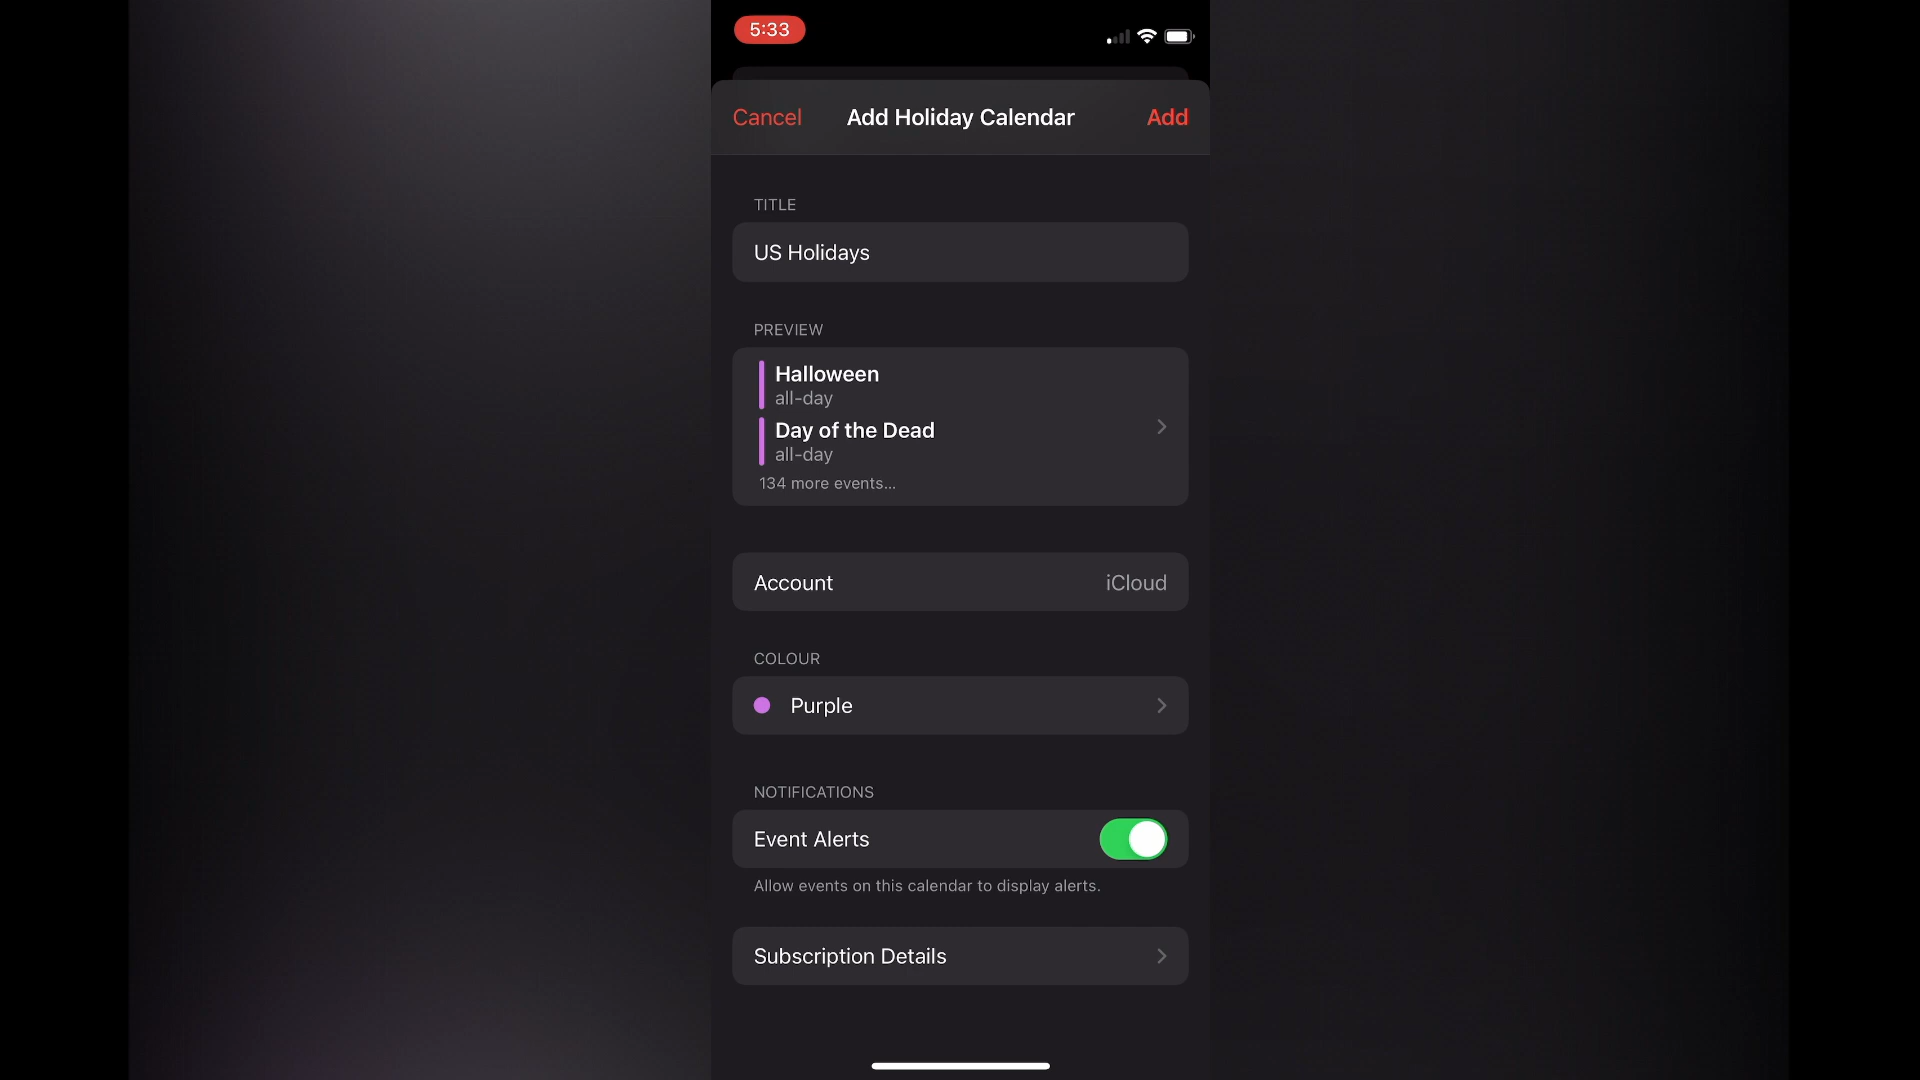 5:33
Cancel
Add Holiday Calendar
Add
TITLE
US Holidays
PREVIEW
Halloween
all-day
Day of the Dead
all-day
134 more events...
Account
iCloud
COLOUR
Purple
NOTIFICATIONS
Event Alerts
Allow events on this calendar to display alerts.
Subscription Details